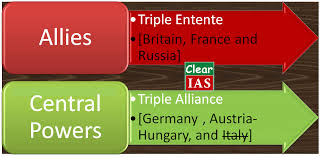 Allies
• Triple Entente
• [Britain, France and
Russia]
Clear
IAS
Central
Powers
• Triple Alliance
• [Germany , Austria-
Hungary, and Italy]